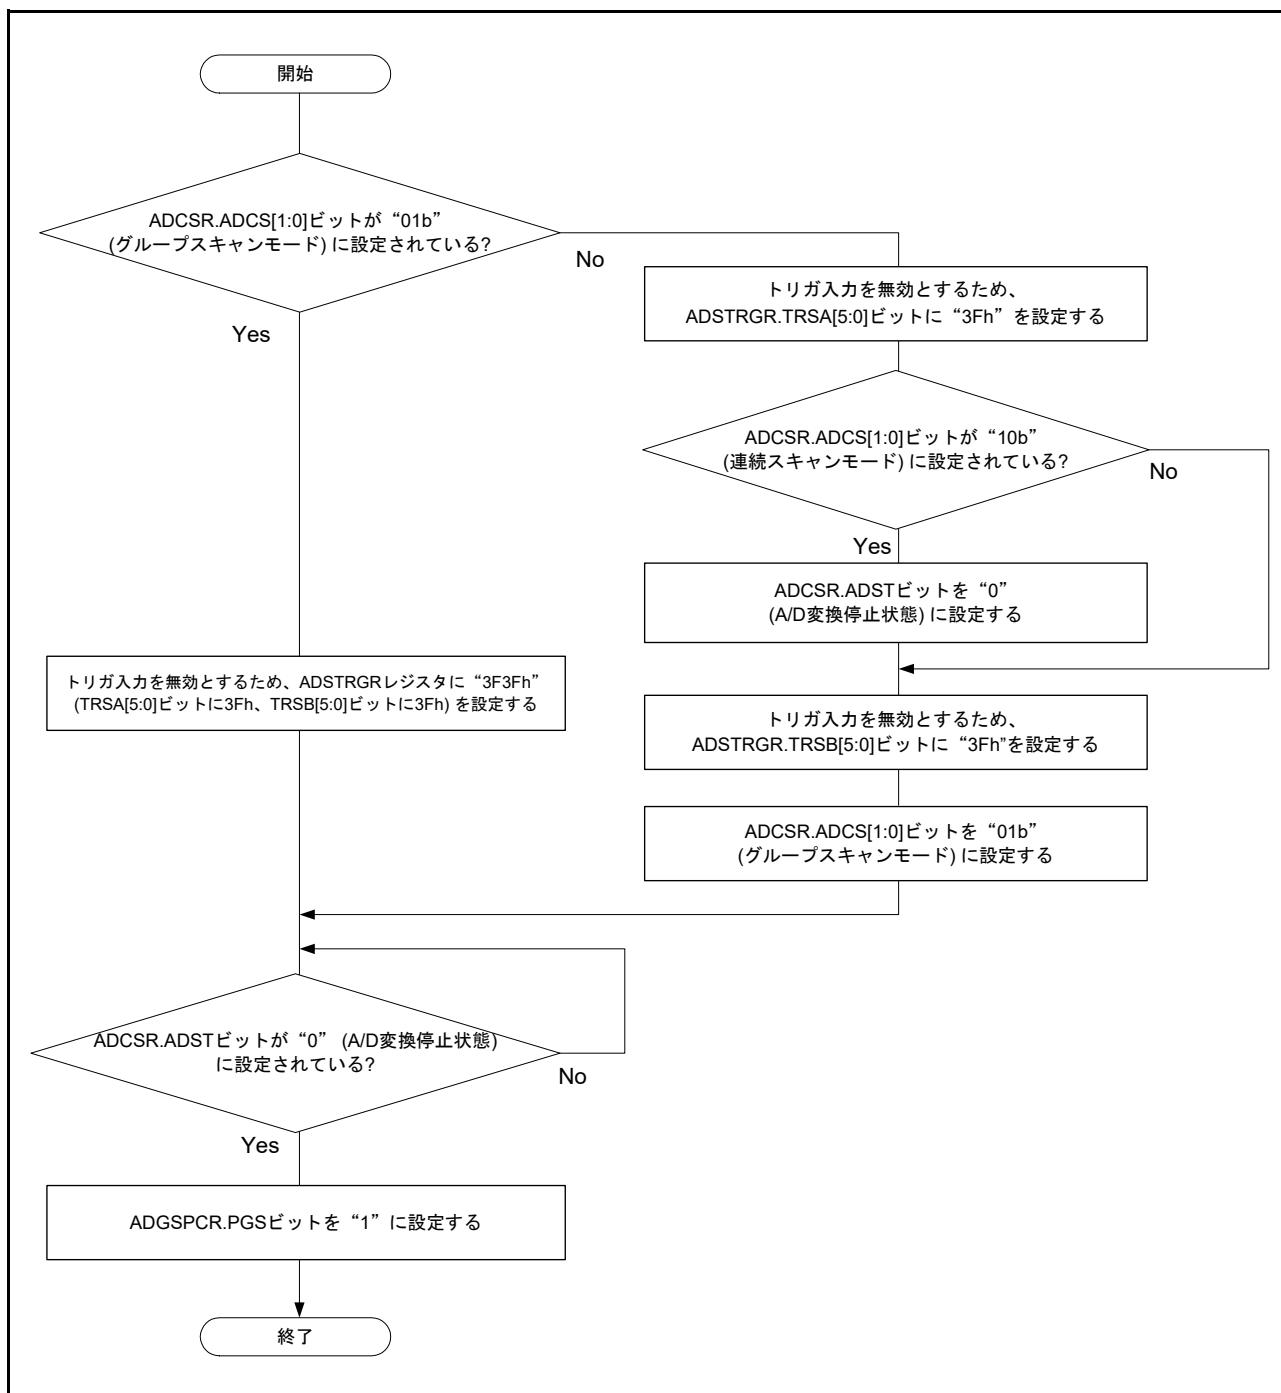 開始
ADCSR.ADCS[1:0]ビットが“01b”
(グループスキャンモード) に設定されている?
No
Yes
トリガ入力を無効とするため、
ADSTRGR.TRSA[5:0]ビットに“3Fh”を設定する
ADCSR.ADCS[1:0]ビットが“10b”
(連続スキャンモード) に設定されている?
No
Yes
ADCSR.ADSTビットを“0”
(A/D変換停止状態) に設定する
トリガ入力を無効とするため、ADSTRGRレジスタに“3F3Fh”
(TRSA[5:0]ビットに3Fh、TRSB[5:0]ビットに3Fh) を設定する
トリガ入力を無効とするため、
ADSTRGR.TRSB[5:0]ビットに“3Fh”を設定する
ADCSR.ADCS[1:0]ビットを“01b”
(グループスキャンモード) に設定する
ADCSR.ADSTビットが“0” (A/D変換停止状態)
に設定されている?
No
Yes
ADGSPCR.PGSビットを“1”に設定する
終了